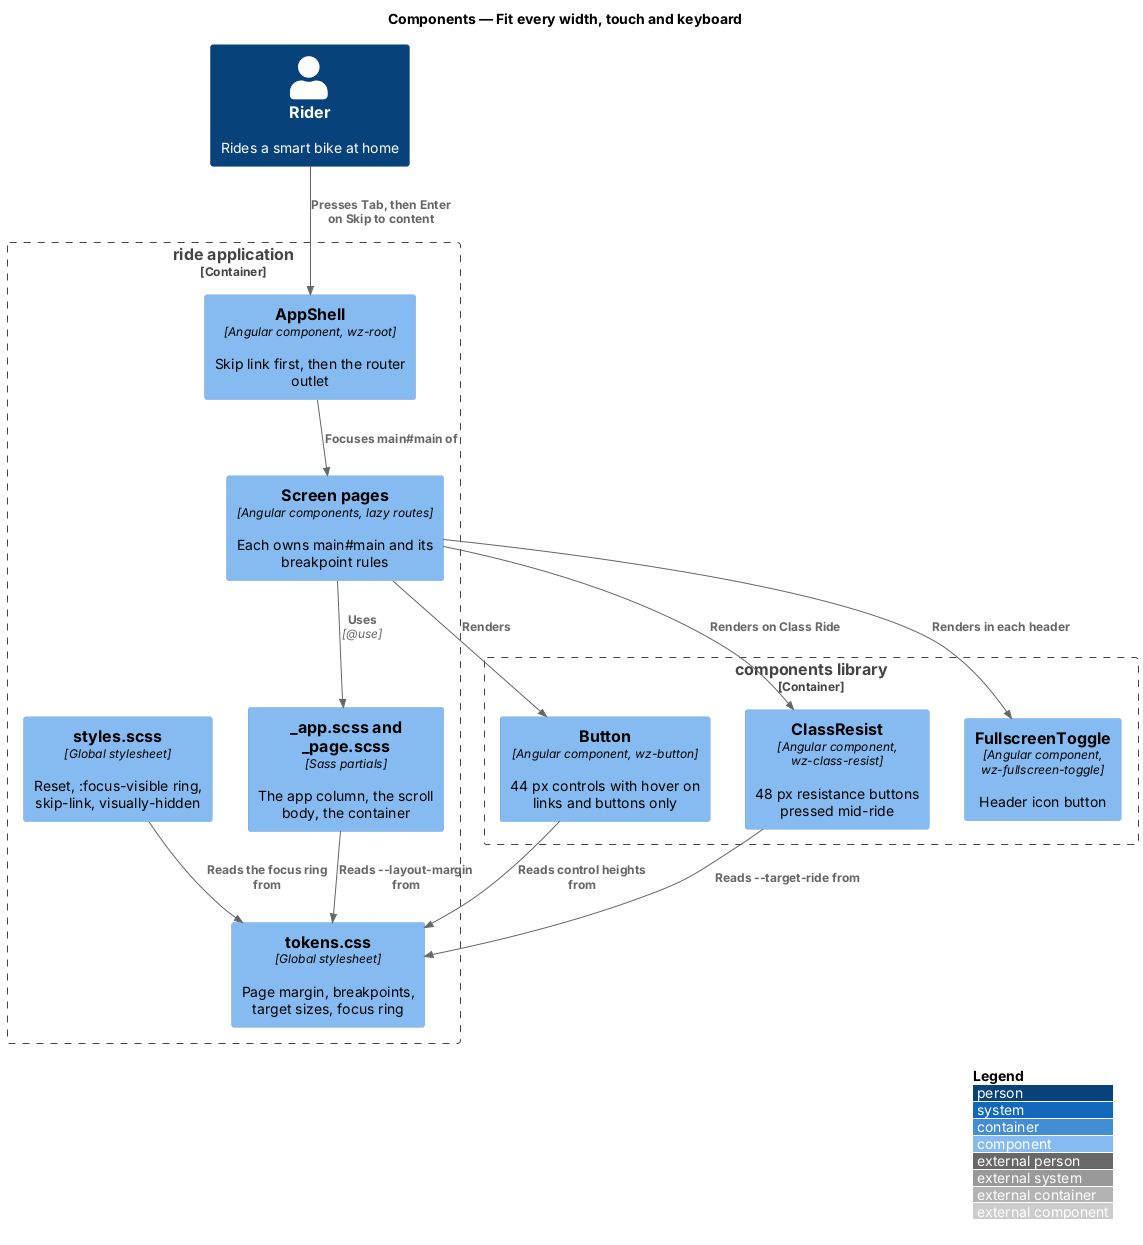 Components — Fit every width, touch and keyboard
Rider
Rides a smart bike at home
Presses Tab, then Enter
on Skip to content
ride application
[Container]
AppShell
[Angular component, wz-root]
Skip link first, then the router
outlet
Focuses main#main of
Screen pages
[Angular components, lazy routes]
Each owns main#main and its
breakpoint rules
Uses
[@use]
Renders
Renders on Class Ride
Renders in each header
components library
[Container]
styles.scss
[Global stylesheet]
Reset, :focus-visible ring,
skip-link, visually-hidden
_app.scss and
_page.scss
[Sass partials]
The app column, the scroll
body, the container
Button
[Angular component, wz-button]
44 px controls with hover on
links and buttons only
ClassResist
[Angular component,
wz-class-resist]
48 px resistance buttons
pressed mid-ride
FullscreenToggle
[Angular component,
wz-fullscreen-toggle]
Header icon button
Reads the focus ring
from
Reads --layout-margin
from
Reads control heights
from
Reads --target-ride from
tokens.css
[Global stylesheet]
Page margin, breakpoints,
target sizes, focus ring
Legend
person
system
container
component
external person
external system
external container
external component